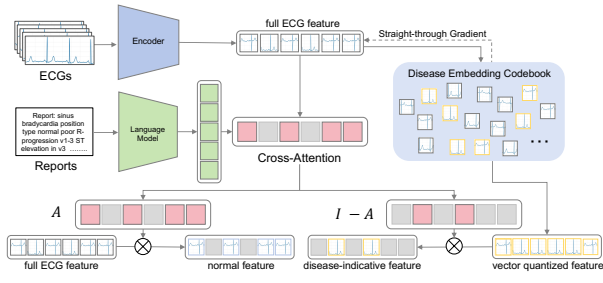 full ECG feature
Straight-through Gradient
Encoder
ECGs
Disease Embedding Codebook
Report: sinus
bradycardia position
type normal poor R-
progression v1-3 ST
elevation in v3 ........
Language
Model
Reports
Cross-Attention
...
A
I − A
full ECG feature
normal feature
disease-indicative feature
vector quantized feature